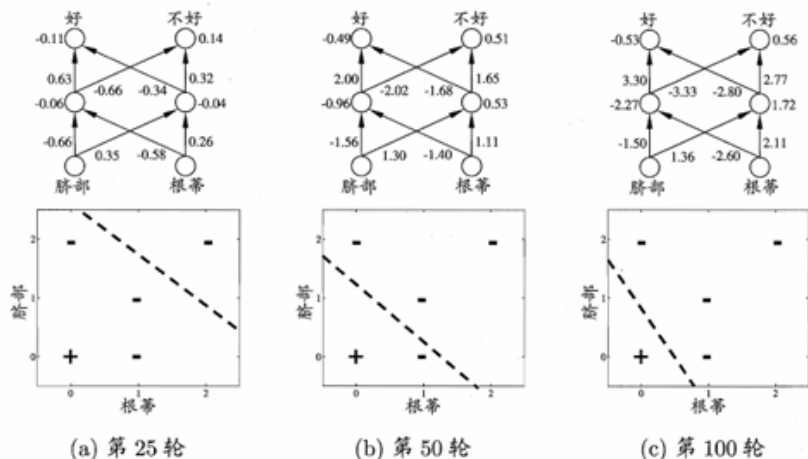 好 不好 好 不好 好 不好
-0.11 0.14 -0.49 0.51 -0.53 0.56
0.63 -0.66 -0.34 0.32 2.00 -2.02 -1.68 1.65 3.30 -3.33 -2.80 2.77
-0.06 -0.04 -0.96 0.53 -2.27 1.72
-0.66 0.35 -0.58 0.26 -1.56 1.30 -1.40 1.11 -1.50 1.36 -2.60 2.11
脐部 根蒂 脐部 根蒂 脐部 根蒂
2 2 2
脐部 1 脐部 1 脐部 1
0 0 0
0 1 2 0 1 2 0 1 2
根蒂 根蒂 根蒂
(a) 第 25 轮 (b) 第 50 轮 (c) 第 100 轮